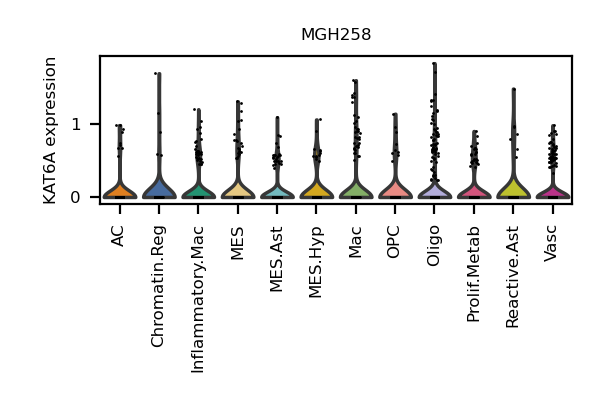 MGH258
KAT6A expression
1
0
AC
Chromatin.Reg
Inflammatory.Mac
MES
MES.Ast
MES.Hyp
Mac
OPC
Oligo
Prolif.Metab
Reactive.Ast
Vasc